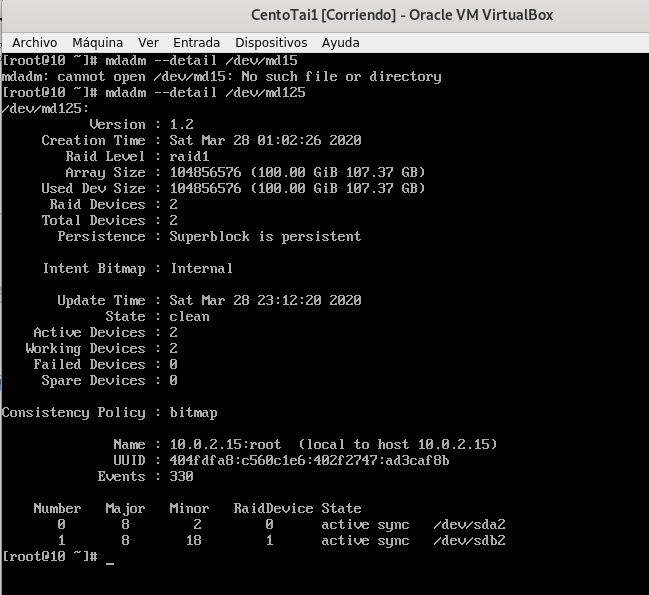 CentoTai1 [Corriendo] - Oracle VM VirtualBox
Archivo Máquina Ver Entrada Dispositivos Ayuda
[root@10 ~]# mdadm --detail /dev/md15
mdadm: cannot open /dev/md15: No such file or directory
[root@10 ~]# mdadm --detail /dev/md125
/dev/md125:
Version : 1.2
Creation Time : Sat Mar 28 01:02:26 2020
Raid Level : raid1
Array Size : 104856576 (100.00 GiB 107.37 GB)
Used Dev Size : 104856576 (100.00 GiB 107.37 GB)
Raid Devices : 2
Total Devices : 2
Persistence : Superblock is persistent
Intent Bitmap : Internal
Update Time : Sat Mar 28 23:12:20 2020
State : clean
Active Devices : 2
Working Devices : 2
Failed Devices : 0
Spare Devices : 0
Consistency Policy : bitmap
Name : 10.0.2.15:root (local to host 10.0.2.15)
UUID : 404fdfa8:c560c1e6:402f2747:ad3caf8b
Events : 330
Number Major Minor RaidDevice State
0 8 2 0 active sync /dev/sda2
1 8 18 1 active sync /dev/sdb2
[root@10 ~]# _